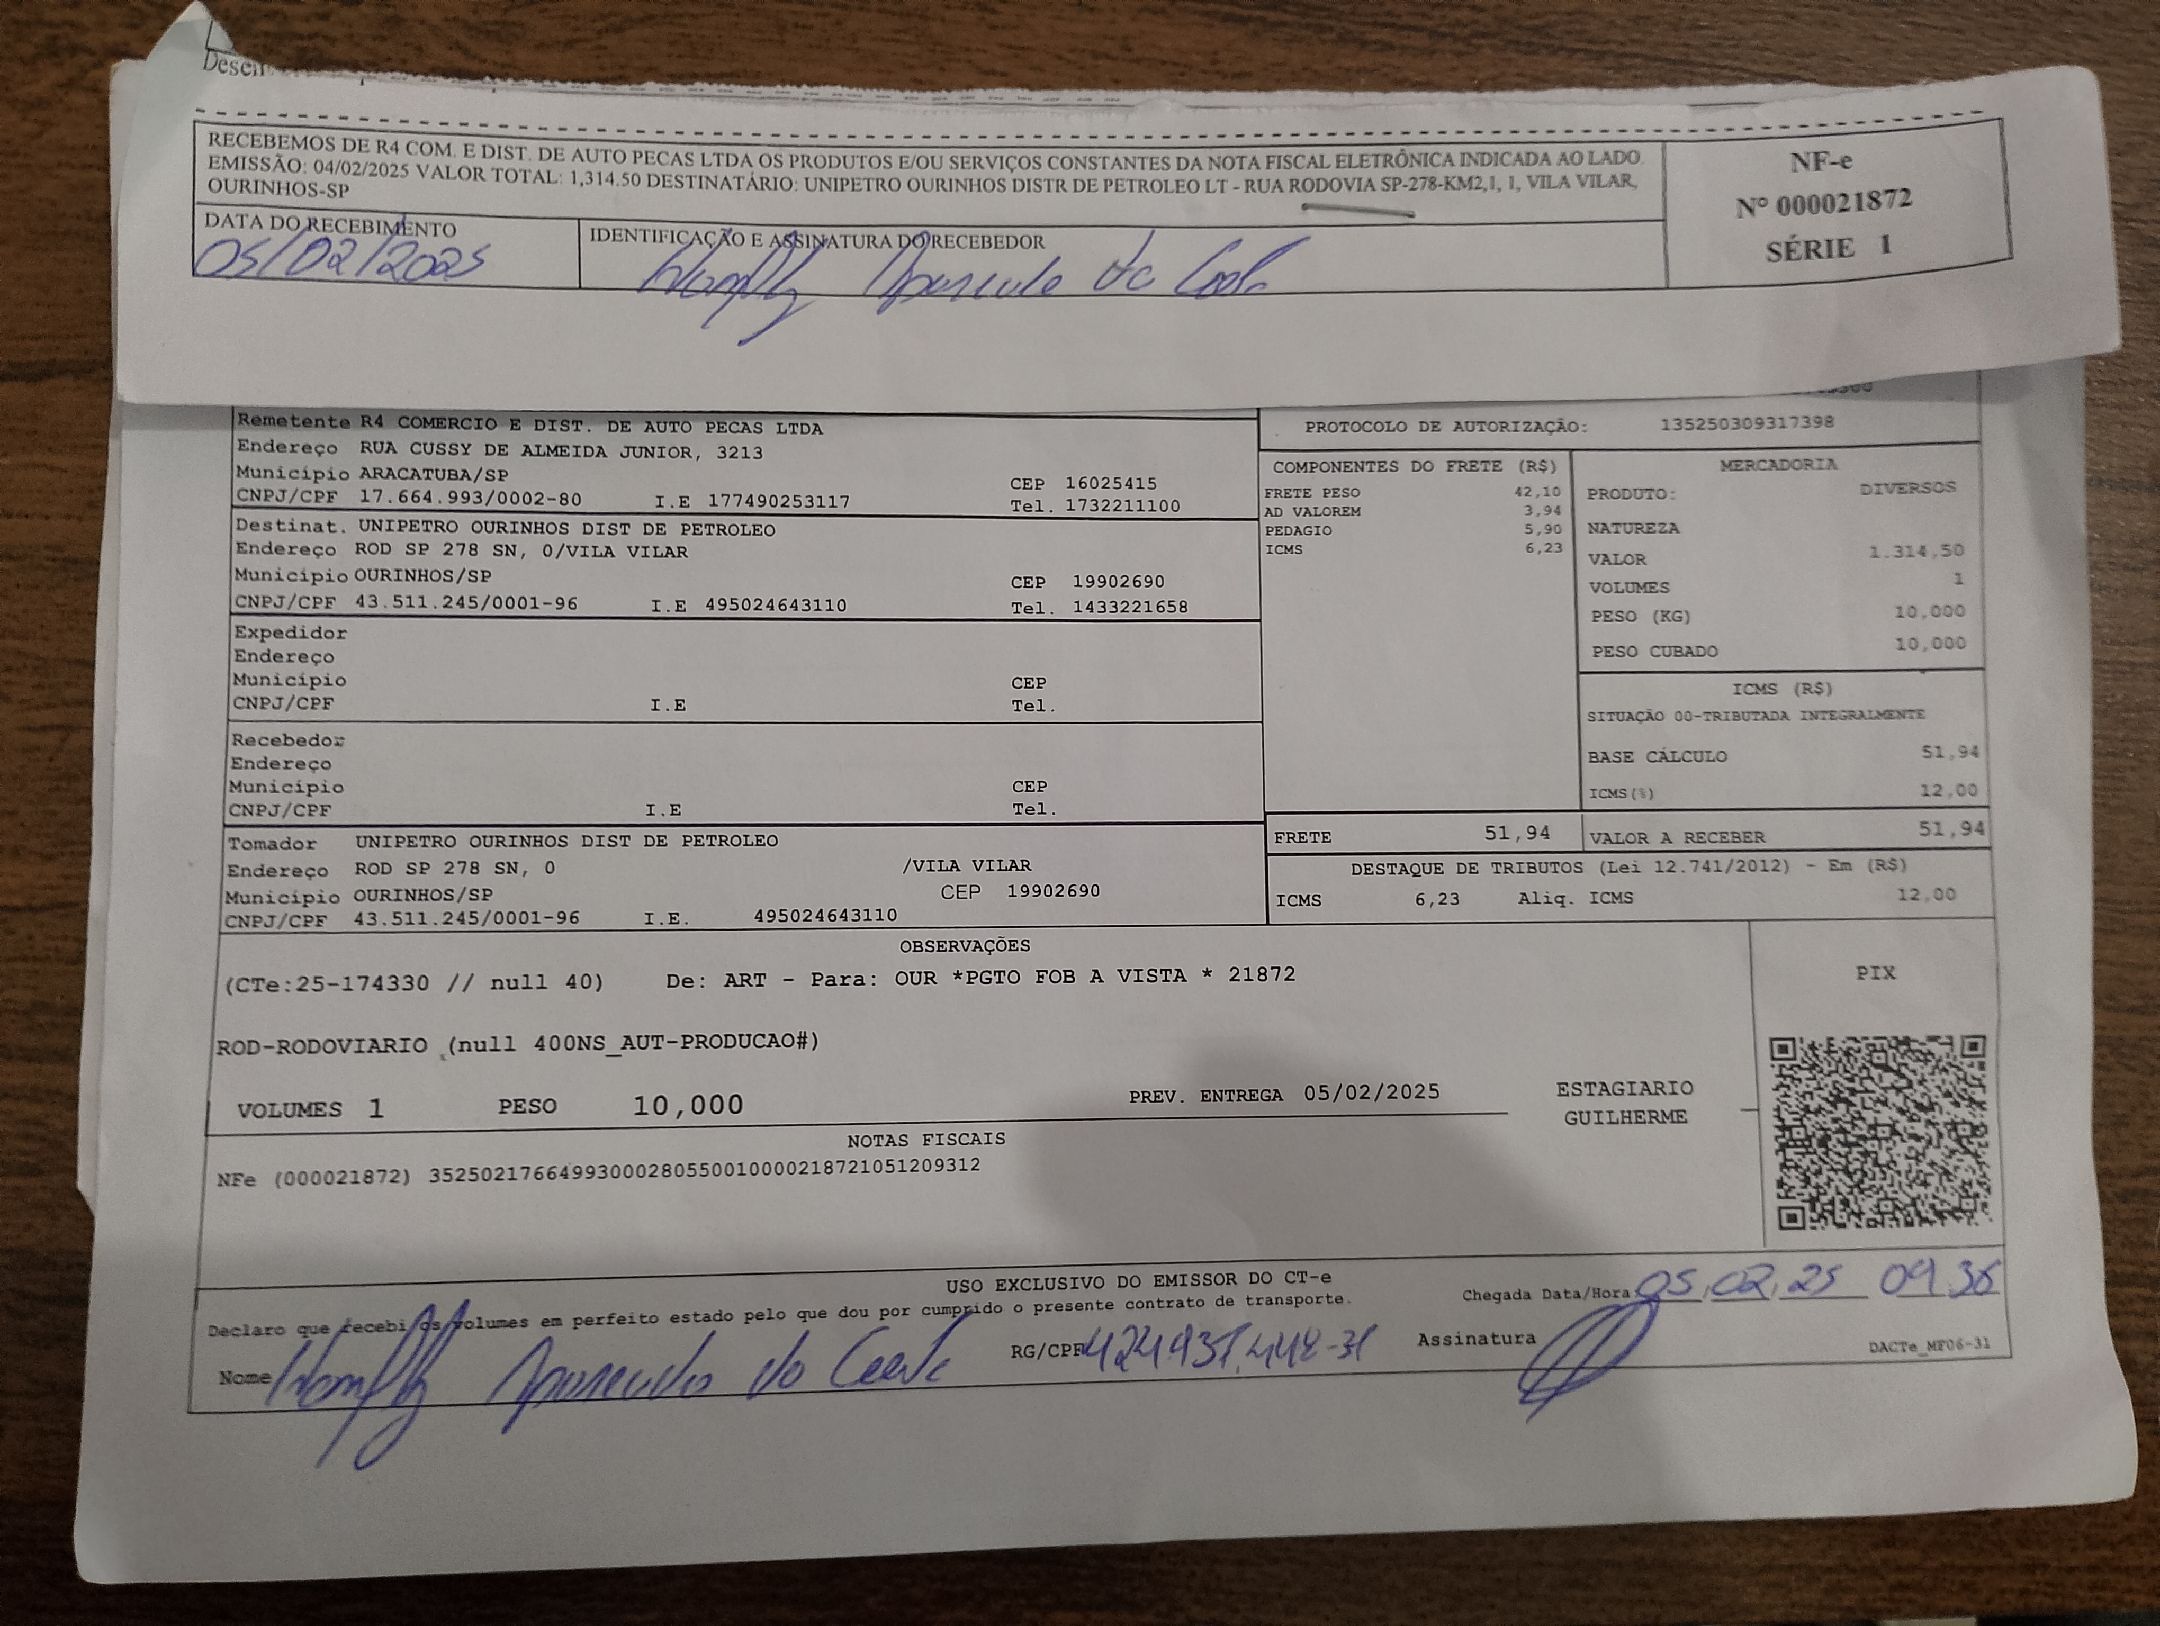 Desen
RECEBEMOS DE R4 COM. E DIST. DE AUTO PECAS LTDA OS PRODUTOS E/OU SERVIÇOS CONSTANTES DA NOTA FISCAL ELETRÔNICA INDICADA AO LADO.
EMISSÃO: 04/02/2025 VALOR TOTAL: 1,314.50 DESTINATÁRIO: UNIPETRO OURINHOS DISTR DE PETROLEO LT - RUA RODOVIA SP-278-KM2,1, 1, VILA VILAR,
OURINHOS-SP
NF-e
Nº 000021872
SÉRIE 1
DATA DO RECEBIMENTO
05/02/2025
IDENTIFICAÇÃO E ASSINATURA DO RECEBEDOR
Remetente R4 COMERCIO E DIST. DE AUTO PECAS LTDA
Endereço RUA CUSSY DE ALMEIDA JUNIOR, 3213
Município ARACATUBA/SP CEP 16025415
CNPJ/CPF 17.664.993/0002-80 I.E 177490253117 Tel. 1732211100
Destinat. UNIPETRO OURINHOS DIST DE PETROLEO
Endereço ROD SP 278 SN, 0/VILA VILAR
Município OURINHOS/SP CEP 19902690
CNPJ/CPF 43.511.245/0001-96 I.E 495024643110 Tel. 1433221658
Expedidor
Endereço
Município CEP
CNPJ/CPF I.E Tel.
Recebedor
Endereço
Município CEP
CNPJ/CPF I.E Tel.
Tomador UNIPETRO OURINHOS DIST DE PETROLEO
Endereço ROD SP 278 SN, 0 /VILA VILAR
Município OURINHOS/SP CEP 19902690
CNPJ/CPF 43.511.245/0001-96 I.E. 495024643110
PROTOCOLO DE AUTORIZAÇÃO: 135250309317398
COMPONENTES DO FRETE (R$)
FRETE PESO 42,10
AD VALOREM 3,94
PEDAGIO 5,90
ICMS 6,23
MERCADORIA
PRODUTO: DIVERSOS
NATUREZA
VALOR 1.314,50
VOLUMES 1
PESO (KG) 10,000
PESO CUBADO 10,000
ICMS (R$)
SITUAÇÃO 00-TRIBUTADA INTEGRALMENTE
BASE CÁLCULO 51,94
ICMS(%) 12,00
FRETE 51,94 VALOR A RECEBER 51,94
DESTAQUE DE TRIBUTOS (Lei 12.741/2012) - Em (R$)
ICMS 6,23 Aliq. ICMS 12,00
OBSERVAÇÕES
(CTe:25-174330 // null 40) De: ART - Para: OUR *PGTO FOB A VISTA * 21872
PIX
ROD-RODOVIARIO (null 400NS_AUT-PRODUCAO#)
VOLUMES 1 PESO 10,000 PREV. ENTREGA 05/02/2025
ESTAGIARIO
GUILHERME
NOTAS FISCAIS
NFe (000021872) 35250217664993000280550010000218721051209312
USO EXCLUSIVO DO EMISSOR DO CT-e
Declaro que recebi os volumes em perfeito estado pelo que dou por cumprido o presente contrato de transporte.
Chegada Data/Hora 05.02.25 09.36
Nome Aparecido do
RG/CPF Assinatura
DACTe_MF06-31